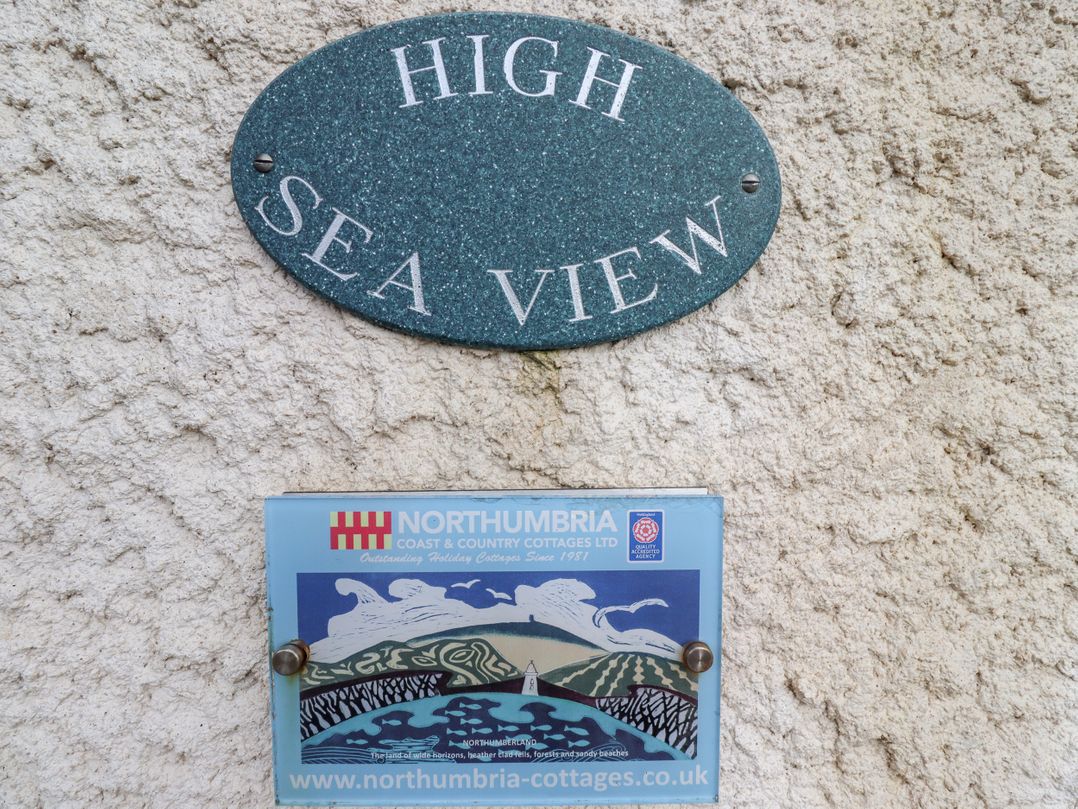 HIGH
SEA VIEW
NORTHUMBRIA
COAST & COUNTRY COTTAGES LTD
Outstanding Holiday Cottages Since 1981
VisitEngland
QUALITY
ACCREDITED
AGENCY
NORTHUMBERLAND
The land of wide horizons, heather clad fells, forests and sandy beaches
www.northumbria-cottages.co.uk